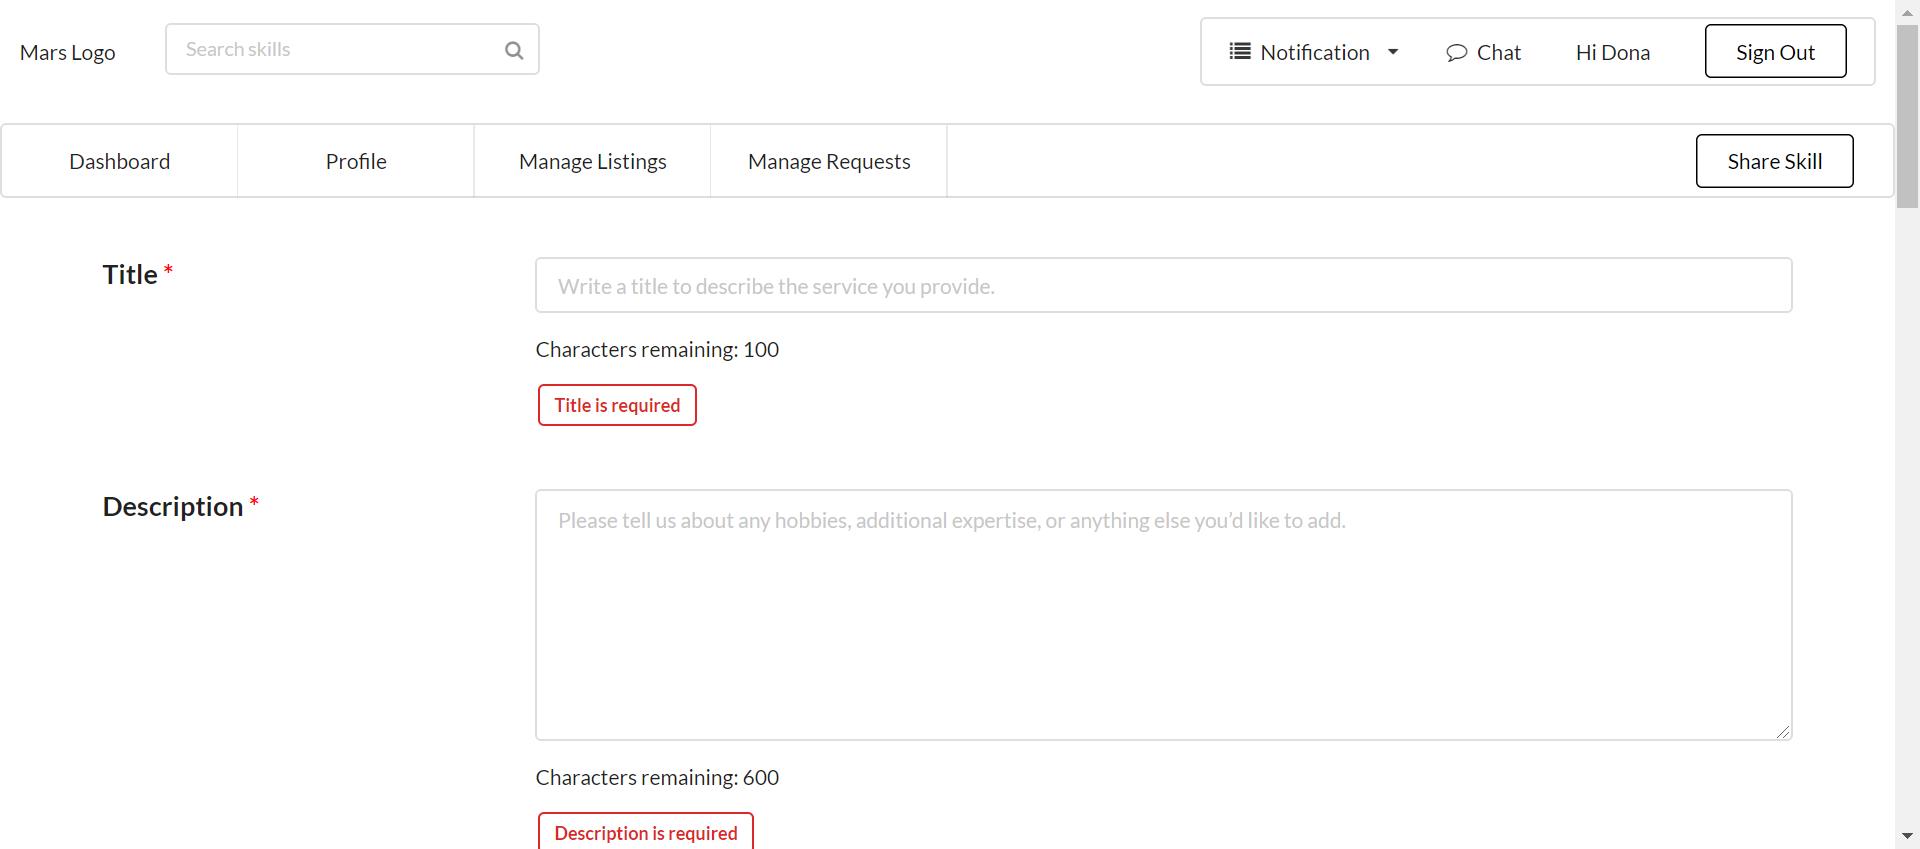 Mars Logo
Search skills
Notification
Chat
Hi Dona
Sign Out
Dashboard
Profile
Manage Listings
Manage Requests
Share Skill
Title *
Write a title to describe the service you provide.
Characters remaining: 100
Title is required
Description *
Please tell us about any hobbies, additional expertise, or anything else you’d like to add.
Characters remaining: 600
Description is required